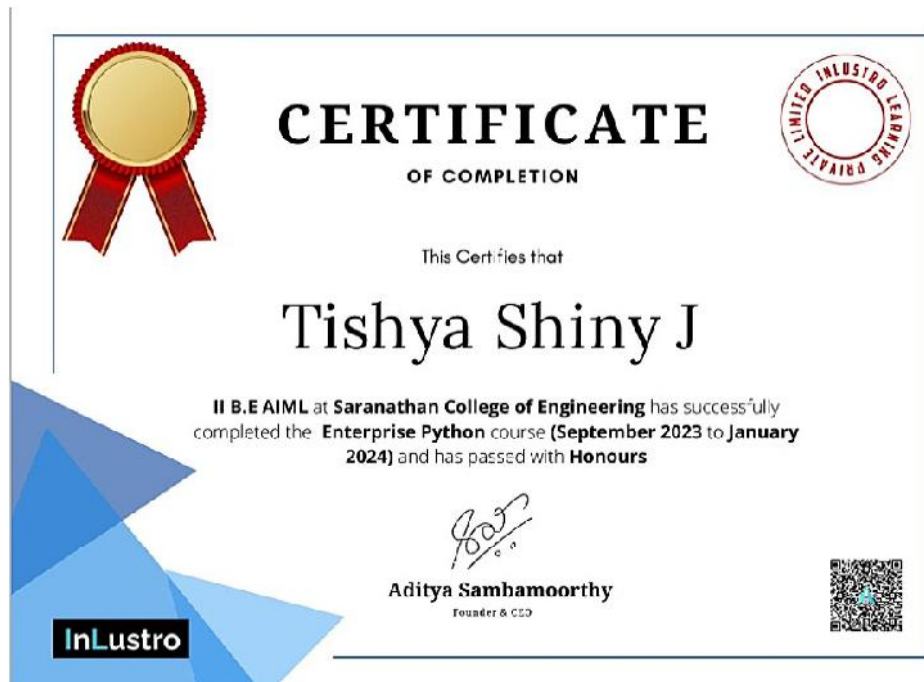 CERTIFICATE
OF COMPLETION
INLUSTRO LEARNING PRIVATE LIMITED
This Certifies that
Tishya Shiny J
II B.E AIML at Saranathan College of Engineering has successfully
completed the Enterprise Python course (September 2023 to January
2024) and has passed with Honours
Aditya Sambamoorthy
Founder & CEO
InLustro